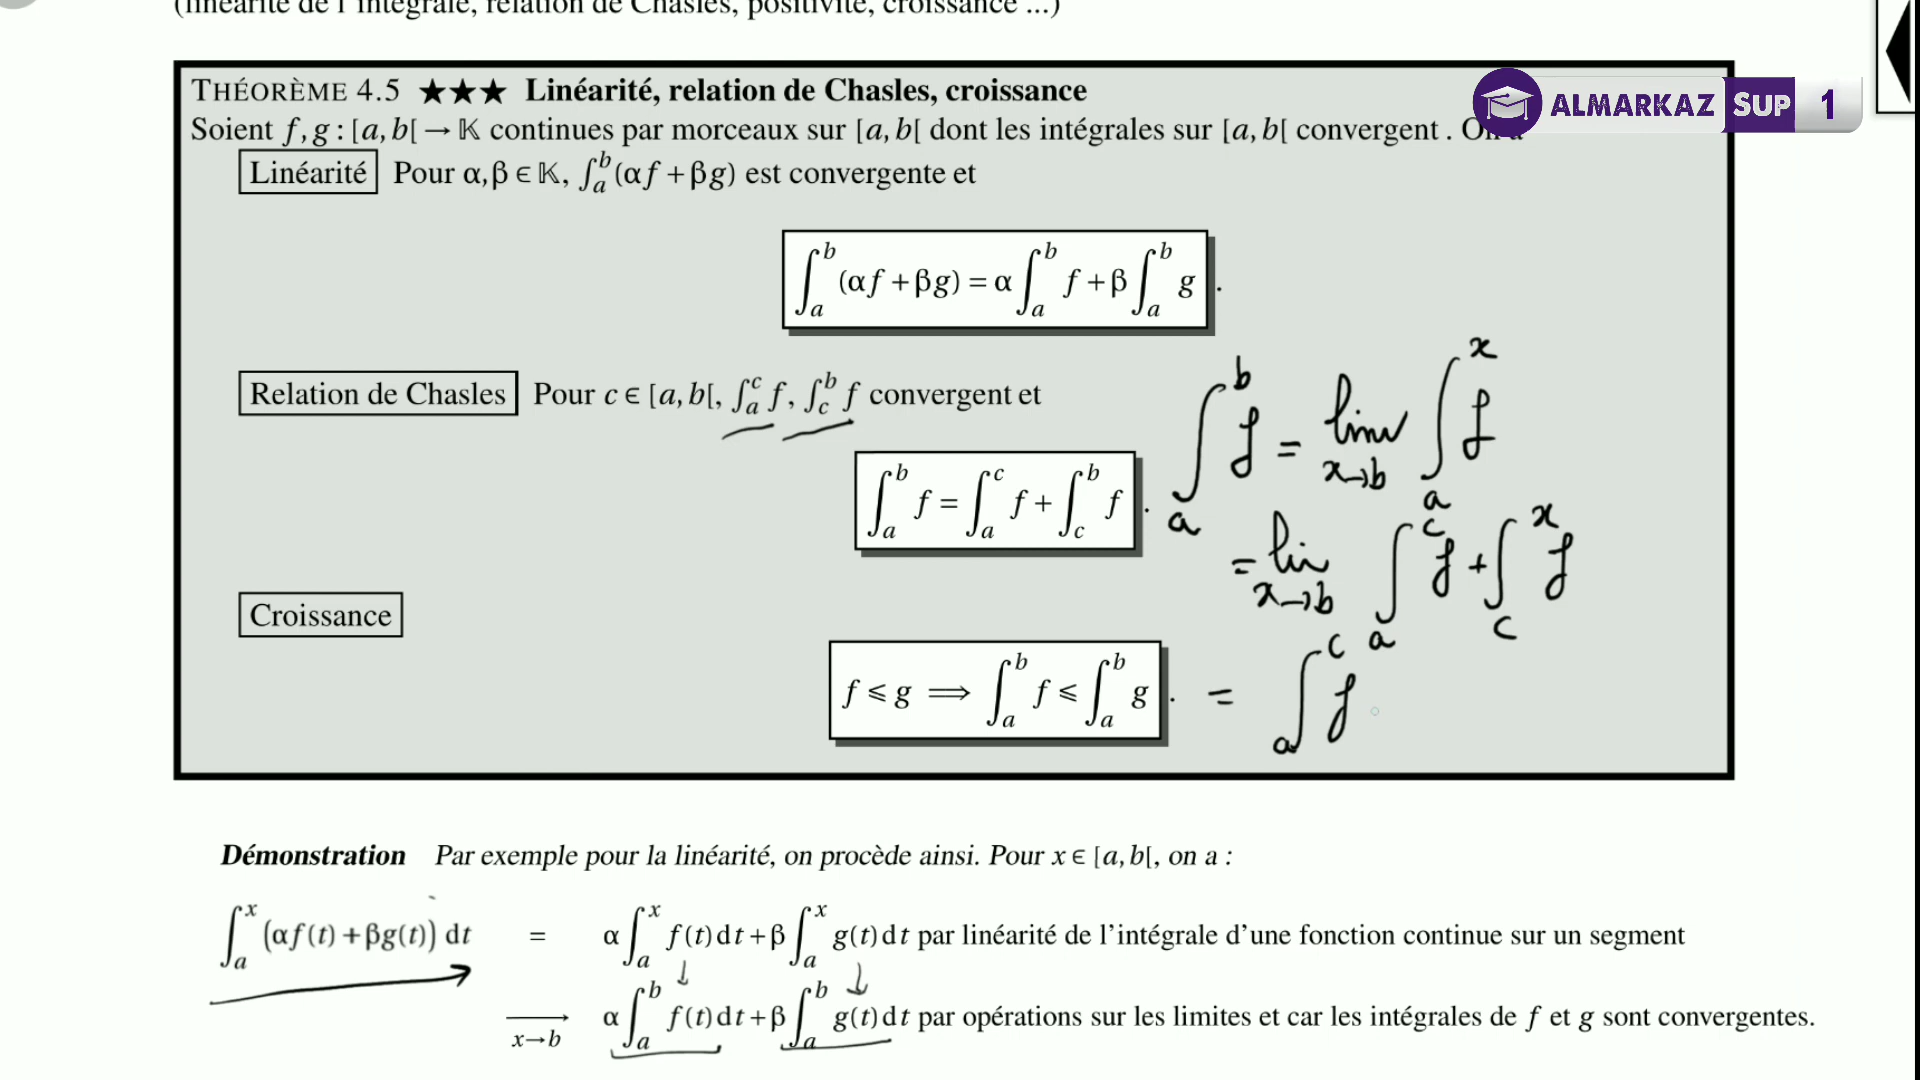 (linéarité de l'intégrale, relation de Chasles, positivité, croissance ...)
ALMARKAZ SUP 1
THÉORÈME 4.5 ★★★ Linéarité, relation de Chasles, croissance
Soient f,g : [a,b[ → 𝕂 continues par morceaux sur [a,b[ dont les intégrales sur [a,b[ convergent . On a
Linéarité Pour α,β ∈ 𝕂, ∫_a^b (αf + βg) est convergente et
∫_a^b (αf + βg) = α ∫_a^b f + β ∫_a^b g .
Relation de Chasles Pour c ∈ [a,b[, ∫_a^c f, ∫_c^b f convergent et
∫_a^b f = ∫_a^c f + ∫_c^b f .
∫_a^b f = lim_{x→b} ∫_a^x f
= lim_{x→b} ∫_a^c f + ∫_c^x f
Croissance
f ⩽ g ⟹ ∫_a^b f ⩽ ∫_a^b g .
= ∫_a^c f
Démonstration Par exemple pour la linéarité, on procède ainsi. Pour x ∈ [a,b[, on a :
∫_a^x (αf(t) + βg(t)) dt = α ∫_a^x f(t) dt + β ∫_a^x g(t) dt par linéarité de l'intégrale d'une fonction continue sur un segment
⟶_{x→b} α ∫_a^b f(t) dt + β ∫_a^b g(t) dt par opérations sur les limites et car les intégrales de f et g sont convergentes.